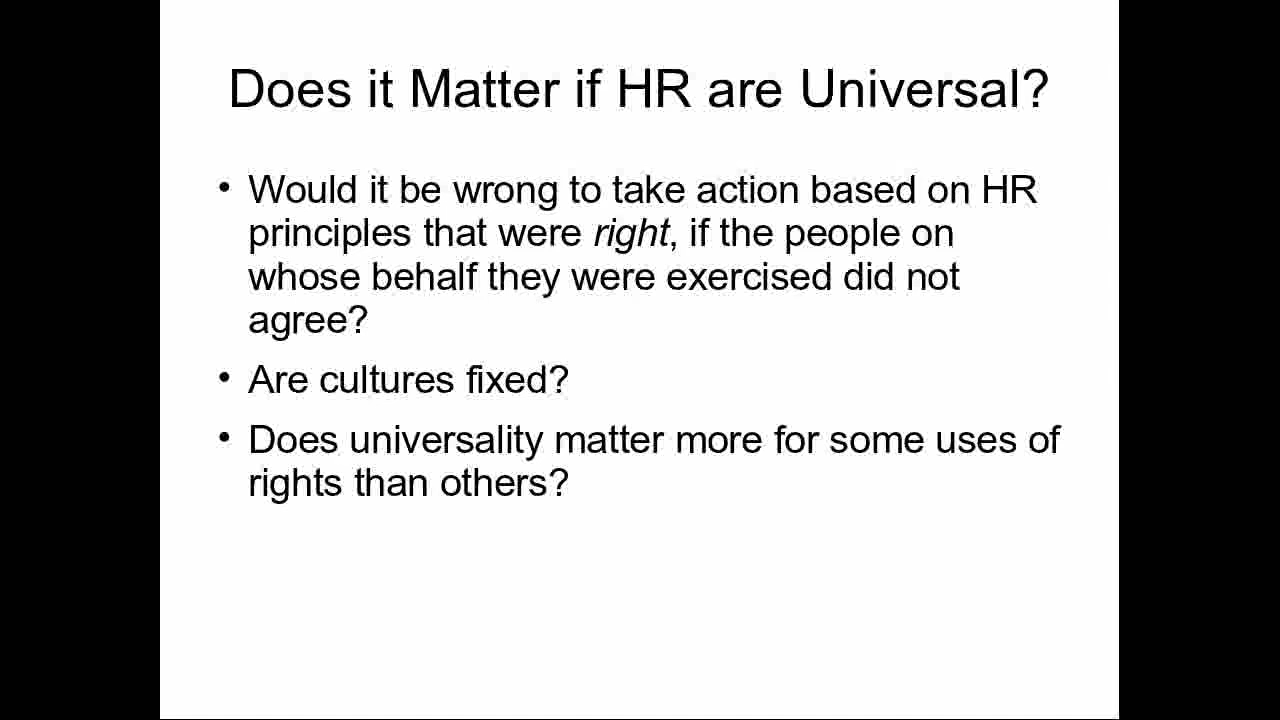 Does it Matter if HR are Universal?
• Would it be wrong to take action based on HR
principles that were right, if the people on
whose behalf they were exercised did not
agree?
• Are cultures fixed?
• Does universality matter more for some uses of
rights than others?